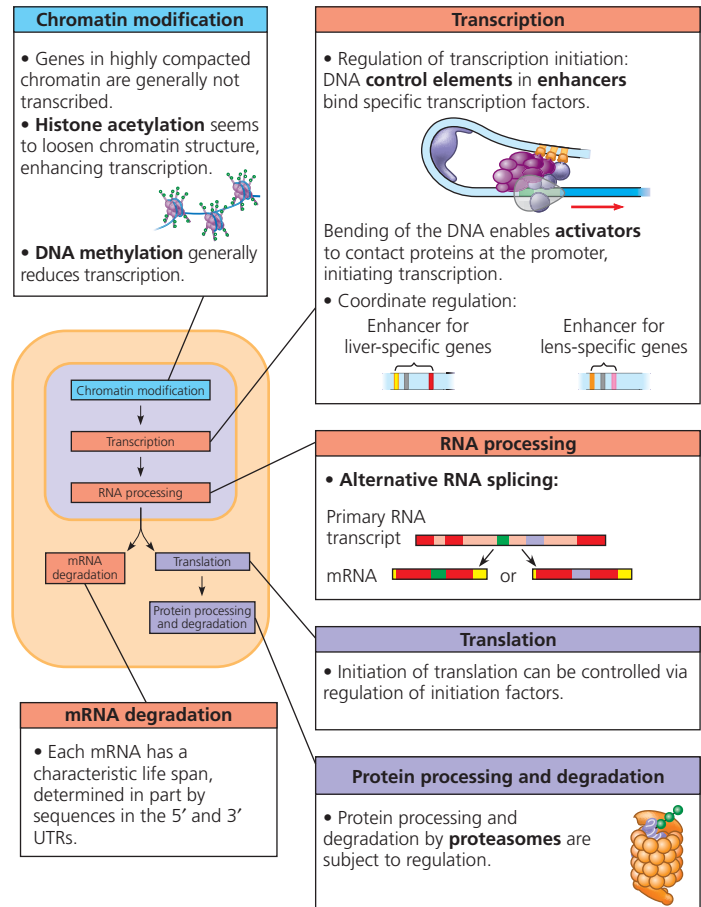 Chromatin modification
• Genes in highly compacted
chromatin are generally not
transcribed.
• Histone acetylation seems
to loosen chromatin structure,
enhancing transcription.
• DNA methylation generally
reduces transcription.
Transcription
• Regulation of transcription initiation:
DNA control elements in enhancers
bind specific transcription factors.
Bending of the DNA enables activators
to contact proteins at the promoter,
initiating transcription.
• Coordinate regulation:
Enhancer for
liver-specific genes
Enhancer for
lens-specific genes
Chromatin modification
Transcription
RNA processing
mRNA
degradation
Translation
Protein processing
and degradation
RNA processing
• Alternative RNA splicing:
Primary RNA
transcript
mRNA
or
Translation
• Initiation of translation can be controlled via
regulation of initiation factors.
mRNA degradation
• Each mRNA has a
characteristic life span,
determined in part by
sequences in the 5′ and 3′
UTRs.
Protein processing and degradation
• Protein processing and
degradation by proteasomes are
subject to regulation.